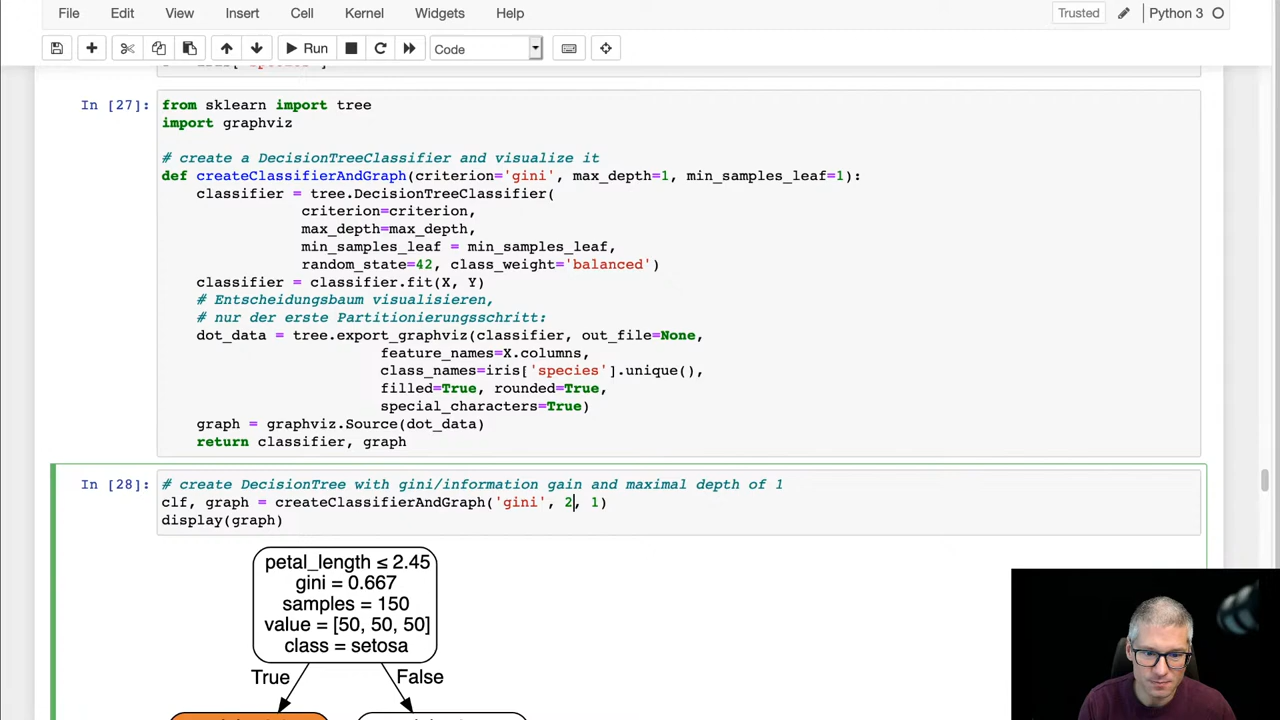 File Edit View Insert Cell Kernel Widgets Help Trusted Python 3
Run Code
In [27]: from sklearn import tree
import graphviz
# create a DecisionTreeClassifier and visualize it
def createClassifierAndGraph(criterion='gini', max_depth=1, min_samples_leaf=1):
classifier = tree.DecisionTreeClassifier(
criterion=criterion,
max_depth=max_depth,
min_samples_leaf = min_samples_leaf,
random_state=42, class_weight='balanced')
classifier = classifier.fit(X, Y)
# Entscheidungsbaum visualisieren,
# nur der erste Partitionierungsschritt:
dot_data = tree.export_graphviz(classifier, out_file=None,
feature_names=X.columns,
class_names=iris['species'].unique(),
filled=True, rounded=True,
special_characters=True)
graph = graphviz.Source(dot_data)
return classifier, graph
In [28]: # create DecisionTree with gini/information gain and maximal depth of 1
clf, graph = createClassifierAndGraph('gini', 2, 1)
display(graph)
petal_length ≤ 2.45
gini = 0.667
samples = 150
value = [50, 50, 50]
class = setosa
True False